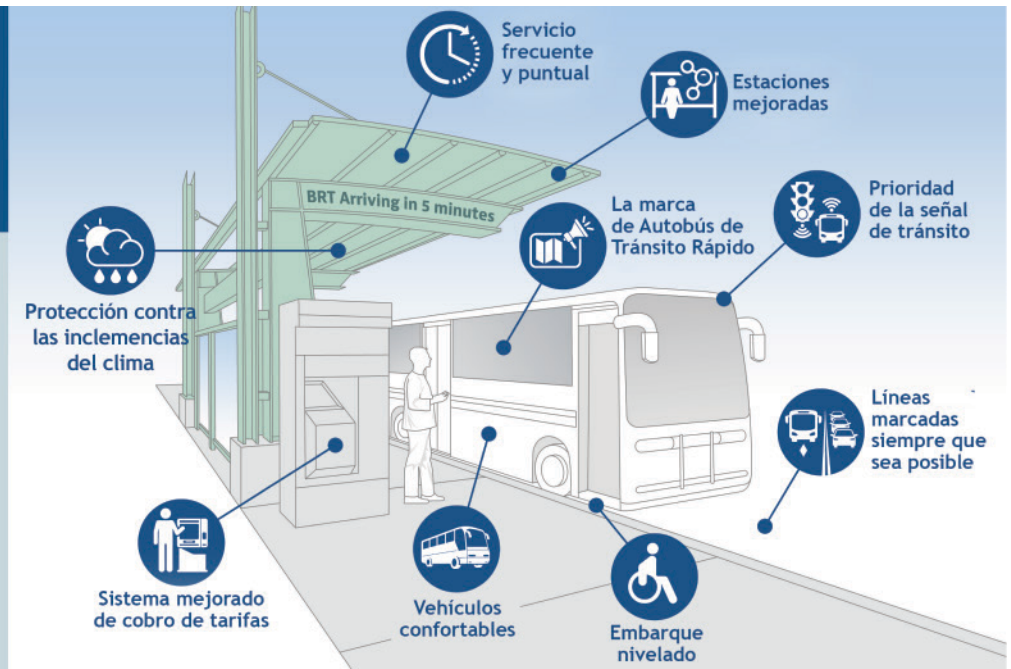 Servicio
frecuente
y puntual
Estaciones
mejoradas
BRT Arriving in 5 minutes
La marca
de Autobús de
Tránsito Rápido
Prioridad
de la señal
de tránsito
Protección contra
las inclemencias
del clima
Líneas
marcadas
siempre que
sea posible
Sistema mejorado
de cobro de tarifas
Vehículos
confortables
Embarque
nivelado